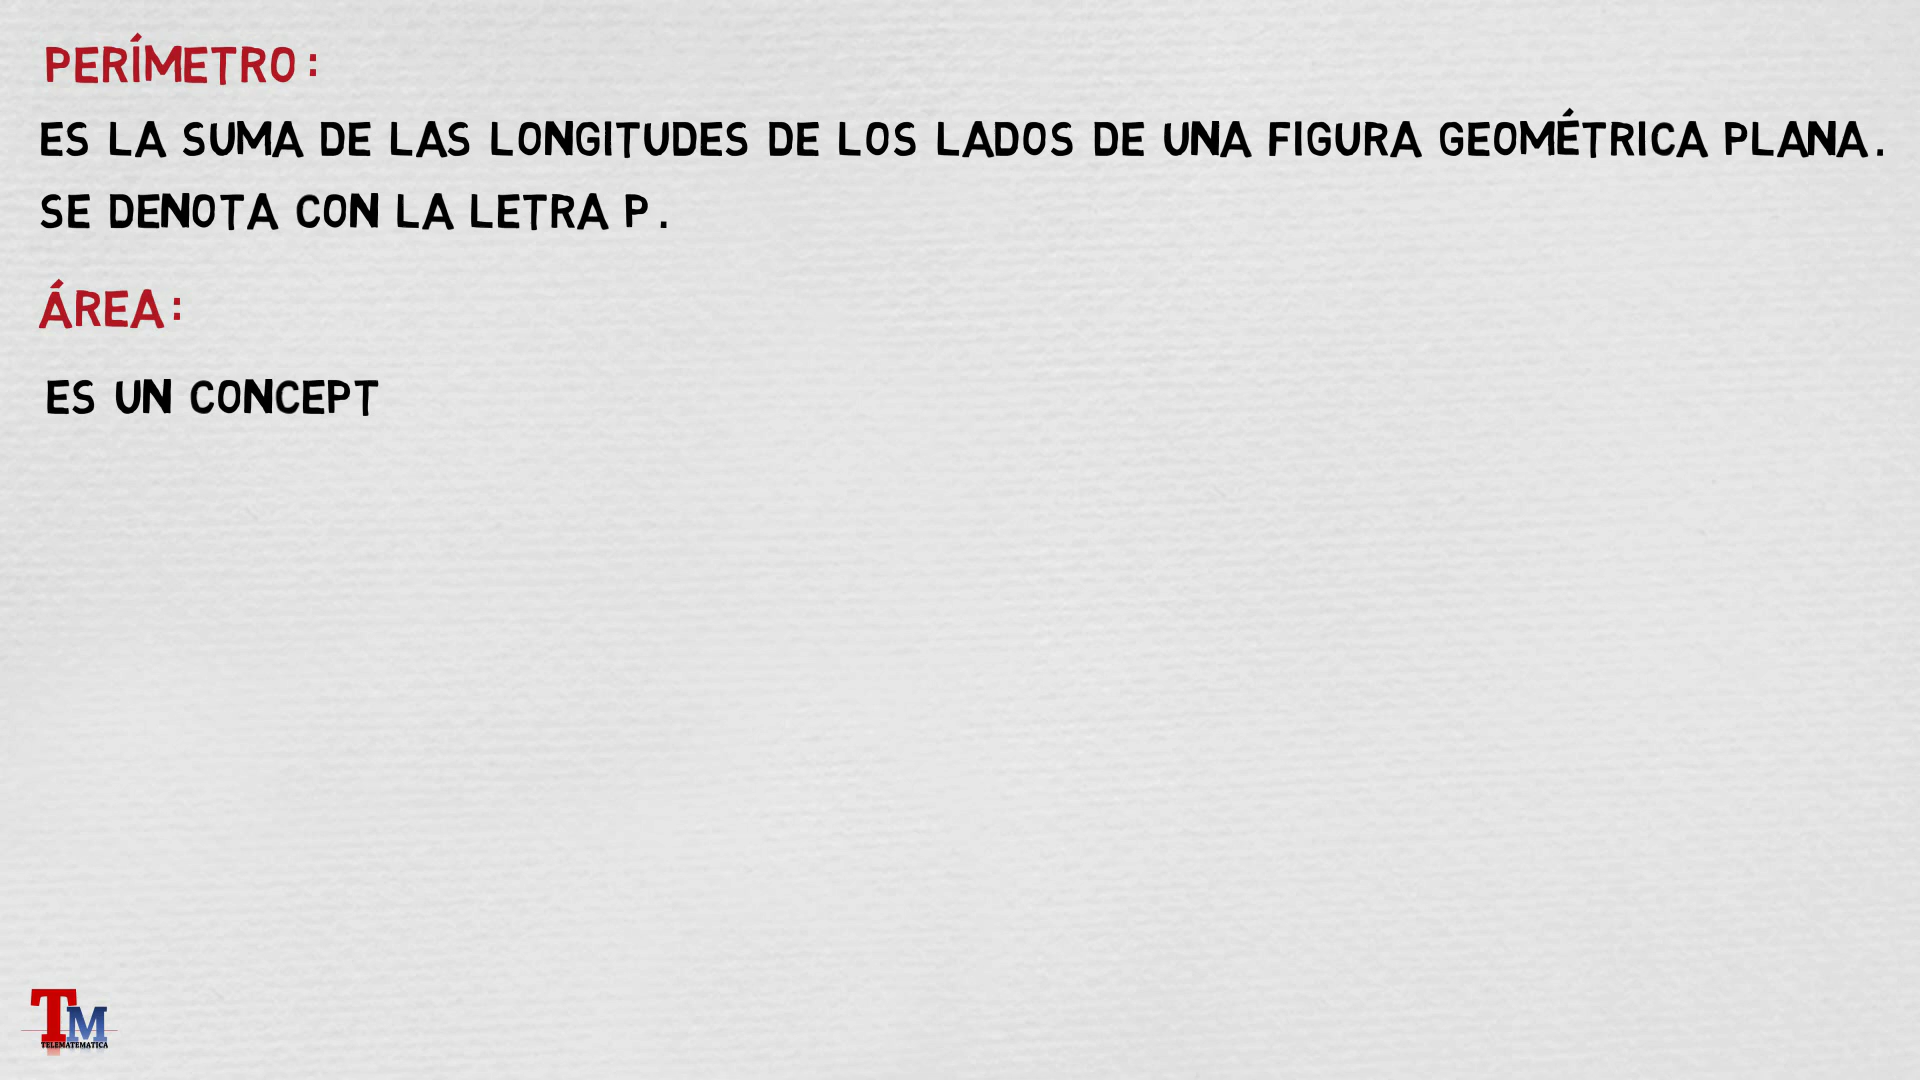 PERÍMETRO:
ES LA SUMA DE LAS LONGITUDES DE LOS LADOS DE UNA FIGURA GEOMÉTRICA PLANA.
SE DENOTA CON LA LETRA P.
ÁREA:
ES UN CONCEPT
TM
TELEMATEMATICA